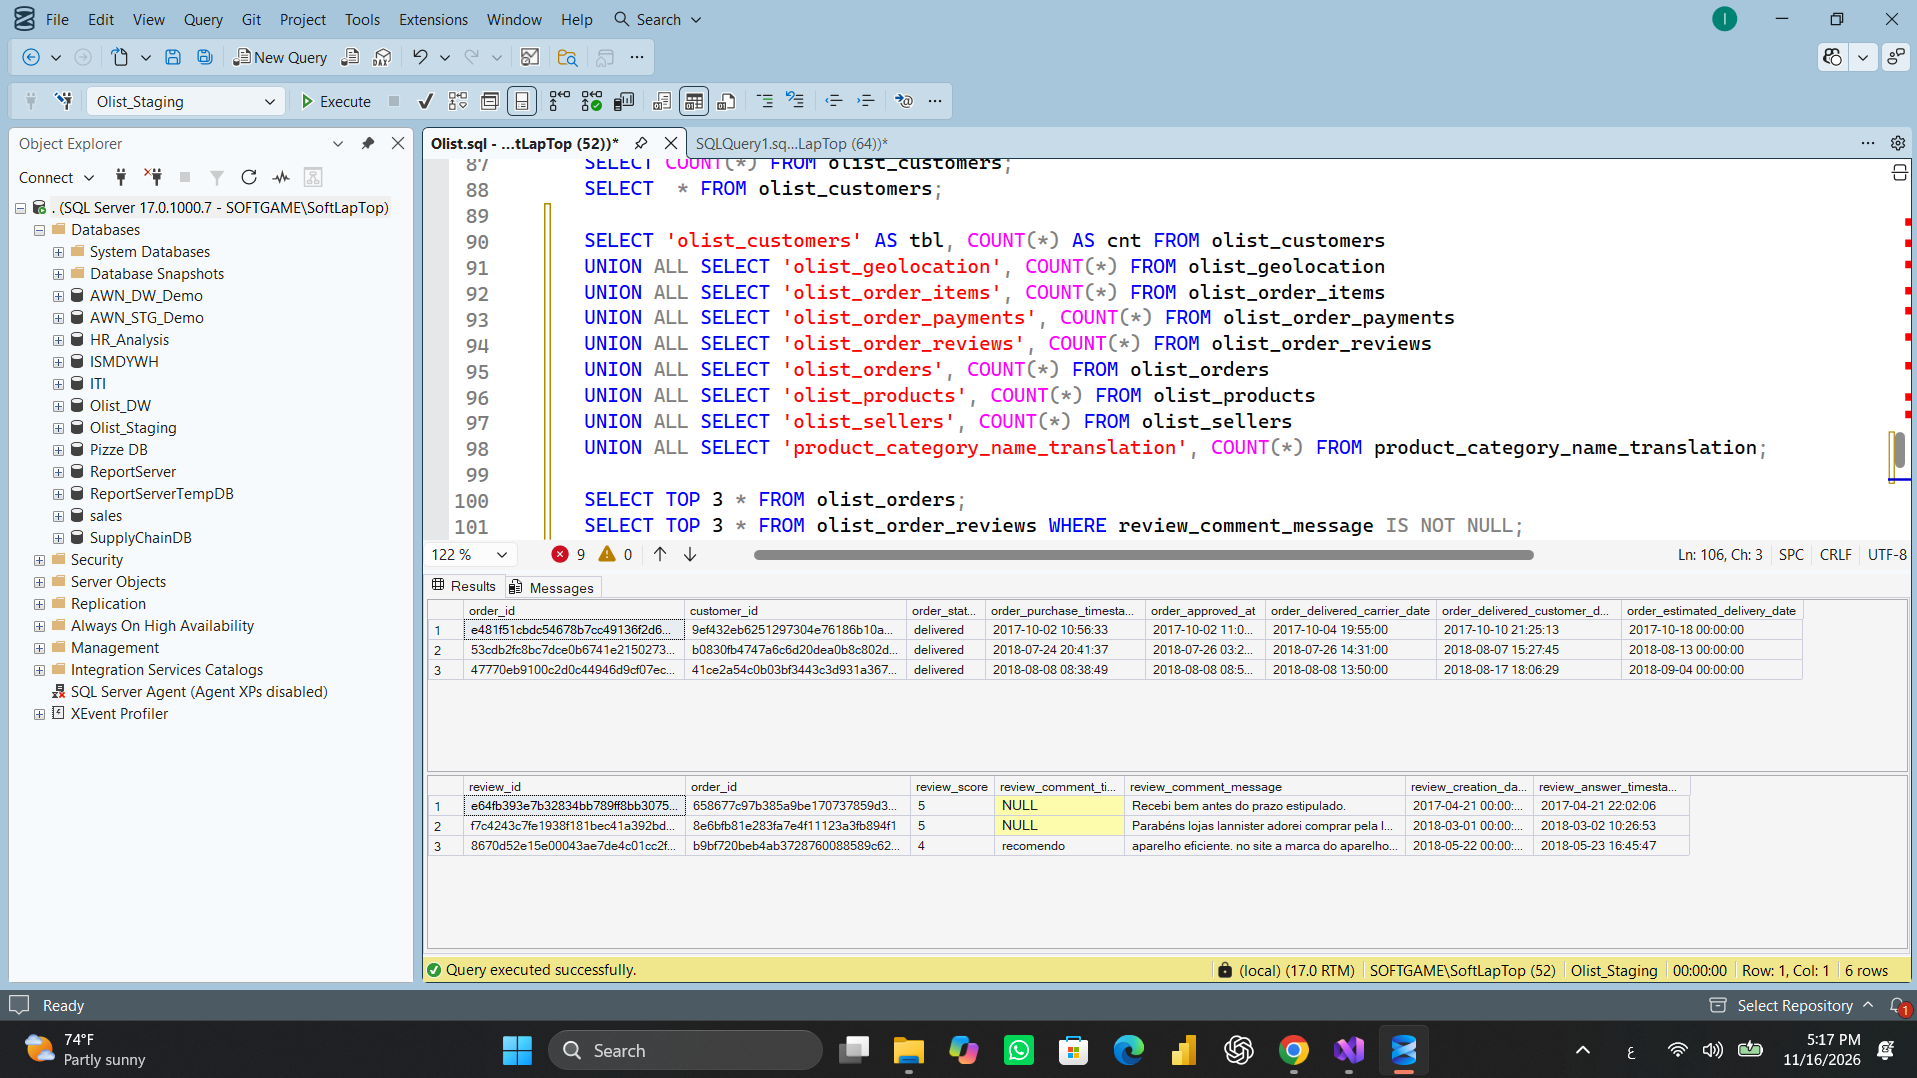 File Edit View Query Git Project Tools Extensions Window Help Search
I
New Query
DAX
Olist_Staging Execute
Object Explorer
Connect
. (SQL Server 17.0.1000.7 - SOFTGAME\SoftLapTop)
Databases
System Databases
Database Snapshots
AWN_DW_Demo
AWN_STG_Demo
HR_Analysis
ISMDYWH
ITI
Olist_DW
Olist_Staging
Pizze DB
ReportServer
ReportServerTempDB
sales
SupplyChainDB
Security
Server Objects
Replication
Always On High Availability
Management
Integration Services Catalogs
SQL Server Agent (Agent XPs disabled)
XEvent Profiler
Olist.sql - ...tLapTop (52))* SQLQuery1.sq...LapTop (64))*
87 SELECT COUNT(*) FROM olist_customers;
88 SELECT * FROM olist_customers;
89
90 SELECT 'olist_customers' AS tbl, COUNT(*) AS cnt FROM olist_customers
91 UNION ALL SELECT 'olist_geolocation', COUNT(*) FROM olist_geolocation
92 UNION ALL SELECT 'olist_order_items', COUNT(*) FROM olist_order_items
93 UNION ALL SELECT 'olist_order_payments', COUNT(*) FROM olist_order_payments
94 UNION ALL SELECT 'olist_order_reviews', COUNT(*) FROM olist_order_reviews
95 UNION ALL SELECT 'olist_orders', COUNT(*) FROM olist_orders
96 UNION ALL SELECT 'olist_products', COUNT(*) FROM olist_products
97 UNION ALL SELECT 'olist_sellers', COUNT(*) FROM olist_sellers
98 UNION ALL SELECT 'product_category_name_translation', COUNT(*) FROM product_category_name_translation;
99
100 SELECT TOP 3 * FROM olist_orders;
101 SELECT TOP 3 * FROM olist_order_reviews WHERE review_comment_message IS NOT NULL;
122 % 9 0 Ln: 106, Ch: 3 SPC CRLF UTF-8
Results Messages
order_id customer_id order_stat... order_purchase_timesta... order_approved_at order_delivered_carrier_date order_delivered_customer_d... order_estimated_delivery_date
1 e481f51cbdc54678b7cc49136f2d6... 9ef432eb6251297304e76186b10a... delivered 2017-10-02 10:56:33 2017-10-02 11:0... 2017-10-04 19:55:00 2017-10-10 21:25:13 2017-10-18 00:00:00
2 53cdb2fc8bc7dce0b6741e2150273... b0830fb4747a6c6d20dea0b8c802d... delivered 2018-07-24 20:41:37 2018-07-26 03:2... 2018-07-26 14:31:00 2018-08-07 15:27:45 2018-08-13 00:00:00
3 47770eb9100c2d0c44946d9cf07ec... 41ce2a54c0b03bf3443c3d931a367... delivered 2018-08-08 08:38:49 2018-08-08 08:5... 2018-08-08 13:50:00 2018-08-17 18:06:29 2018-09-04 00:00:00
review_id order_id review_score review_comment_ti... review_comment_message review_creation_da... review_answer_timesta...
1 e64fb393e7b32834bb789ff8bb3075... 658677c97b385a9be170737859d3... 5 NULL Recebi bem antes do prazo estipulado. 2017-04-21 00:00:... 2017-04-21 22:02:06
2 f7c4243c7fe1938f181bec41a392bd... 8e6bfb81e283fa7e4f11123a3fb894f1 5 NULL Parabéns lojas lannister adorei comprar pela I... 2018-03-01 00:00:... 2018-03-02 10:26:53
3 8670d52e15e00043ae7de4c01cc2f... b9bf720beb4ab3728760088589c62... 4 recomendo aparelho eficiente. no site a marca do aparelho... 2018-05-22 00:00:... 2018-05-23 16:45:47
Query executed successfully. (local) (17.0 RTM) SOFTGAME\SoftLapTop (52) Olist_Staging 00:00:00 Row: 1, Col: 1 6 rows
Ready Select Repository 1
74°F
Partly sunny
Search
ع
5:17 PM
11/16/2026